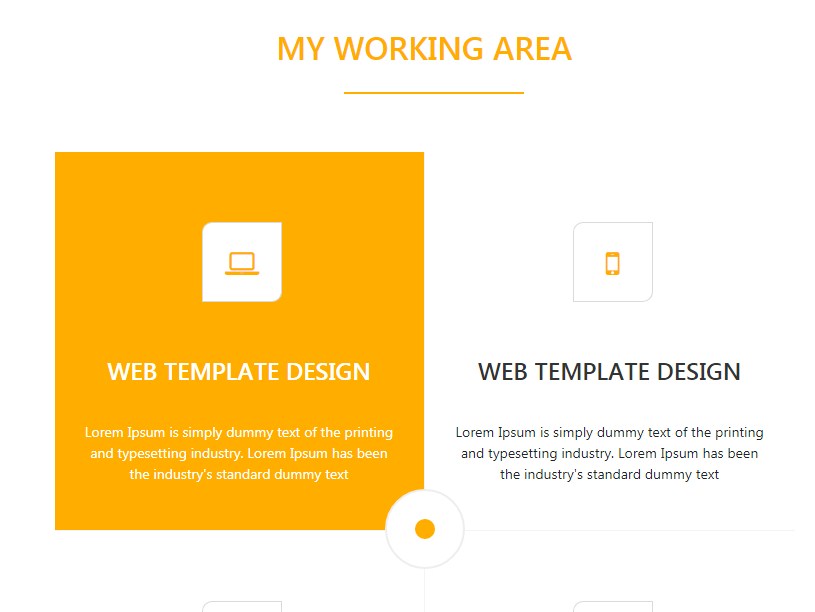 MY WORKING AREA
WEB TEMPLATE DESIGN
Lorem Ipsum is simply dummy text of the printing
and typesetting industry. Lorem Ipsum has been
the industry's standard dummy text
WEB TEMPLATE DESIGN
Lorem Ipsum is simply dummy text of the printing
and typesetting industry. Lorem Ipsum has been
the industry's standard dummy text